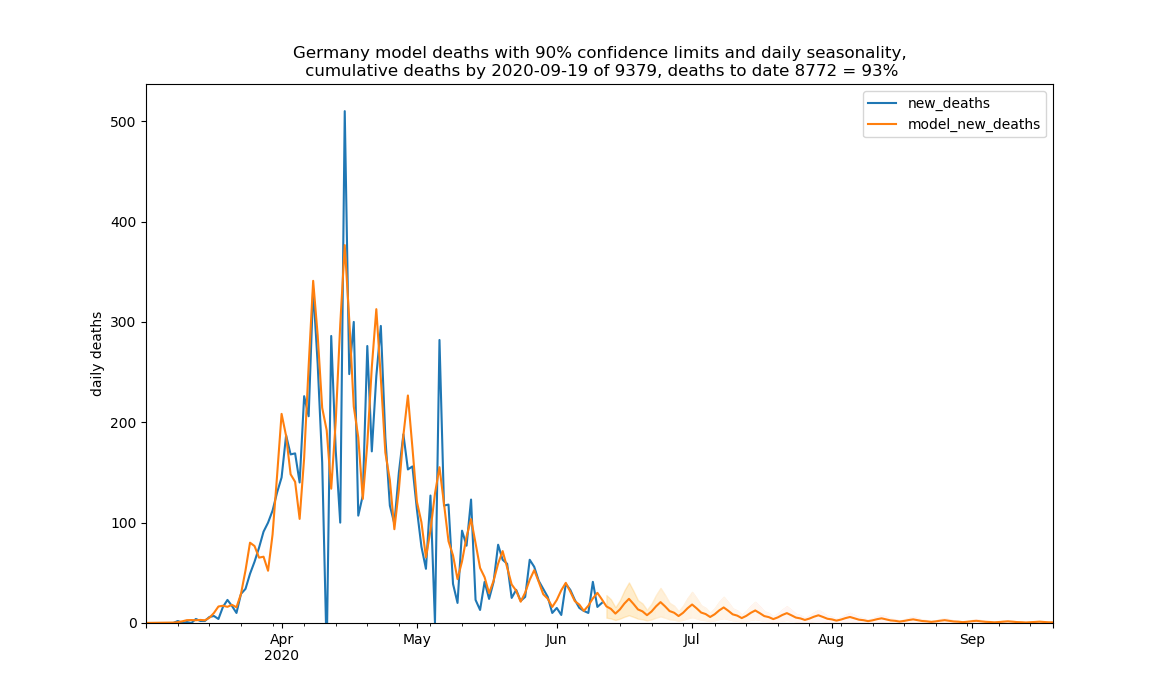 Germany model deaths with 90% confidence limits and daily seasonality,
cumulative deaths by 2020-09-19 of 9379, deaths to date 8772 = 93%
new_deaths
model_new_deaths
daily deaths
500
400
300
200
100
0
Apr
2020
May
Jun
Jul
Aug
Sep